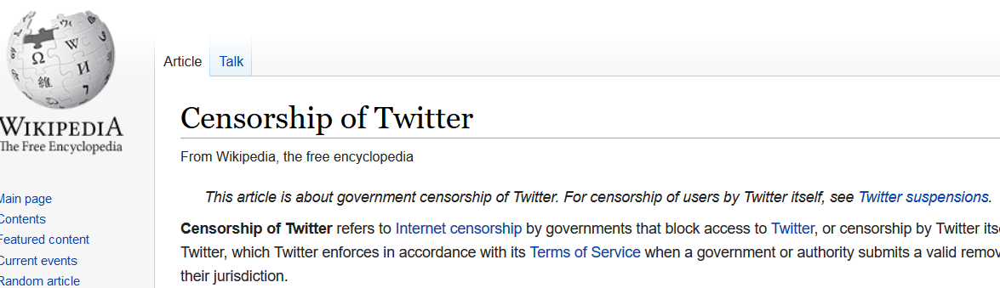 Article Talk
Censorship of Twitter
WIKIPEDIA
The Free Encyclopedia
From Wikipedia, the free encyclopedia
This article is about government censorship of Twitter. For censorship of users by Twitter itself, see Twitter suspensions.
Main page
Contents
Featured content
Current events
Random article
Censorship of Twitter refers to Internet censorship by governments that block access to Twitter, or censorship by Twitter
Twitter, which Twitter enforces in accordance with its Terms of Service when a government or authority submits a valid
their jurisdiction.